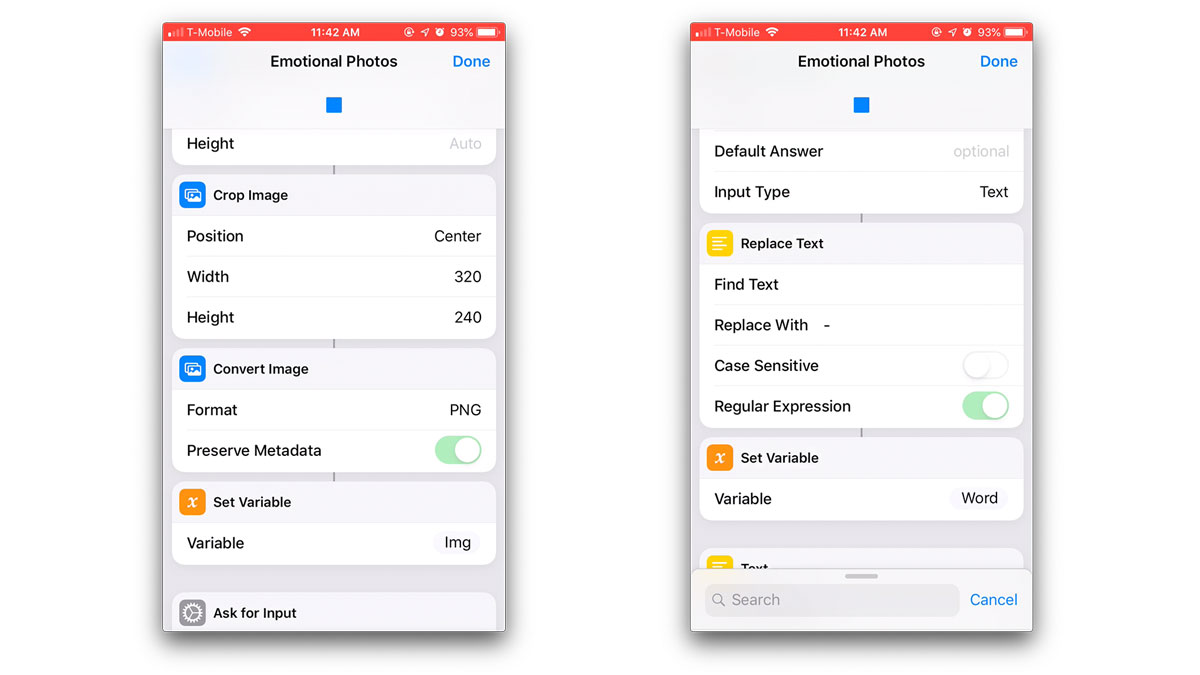 T-Mobile 11:42 AM 93%
Emotional Photos Done
Height Auto
Crop Image
Position Center
Width 320
Height 240
Convert Image
Format PNG
Preserve Metadata
x Set Variable
Variable Img
Ask for Input
T-Mobile 11:42 AM 93%
Emotional Photos Done
Default Answer optional
Input Type Text
Replace Text
Find Text
Replace With -
Case Sensitive
Regular Expression
x Set Variable
Variable Word
Text
Search Cancel